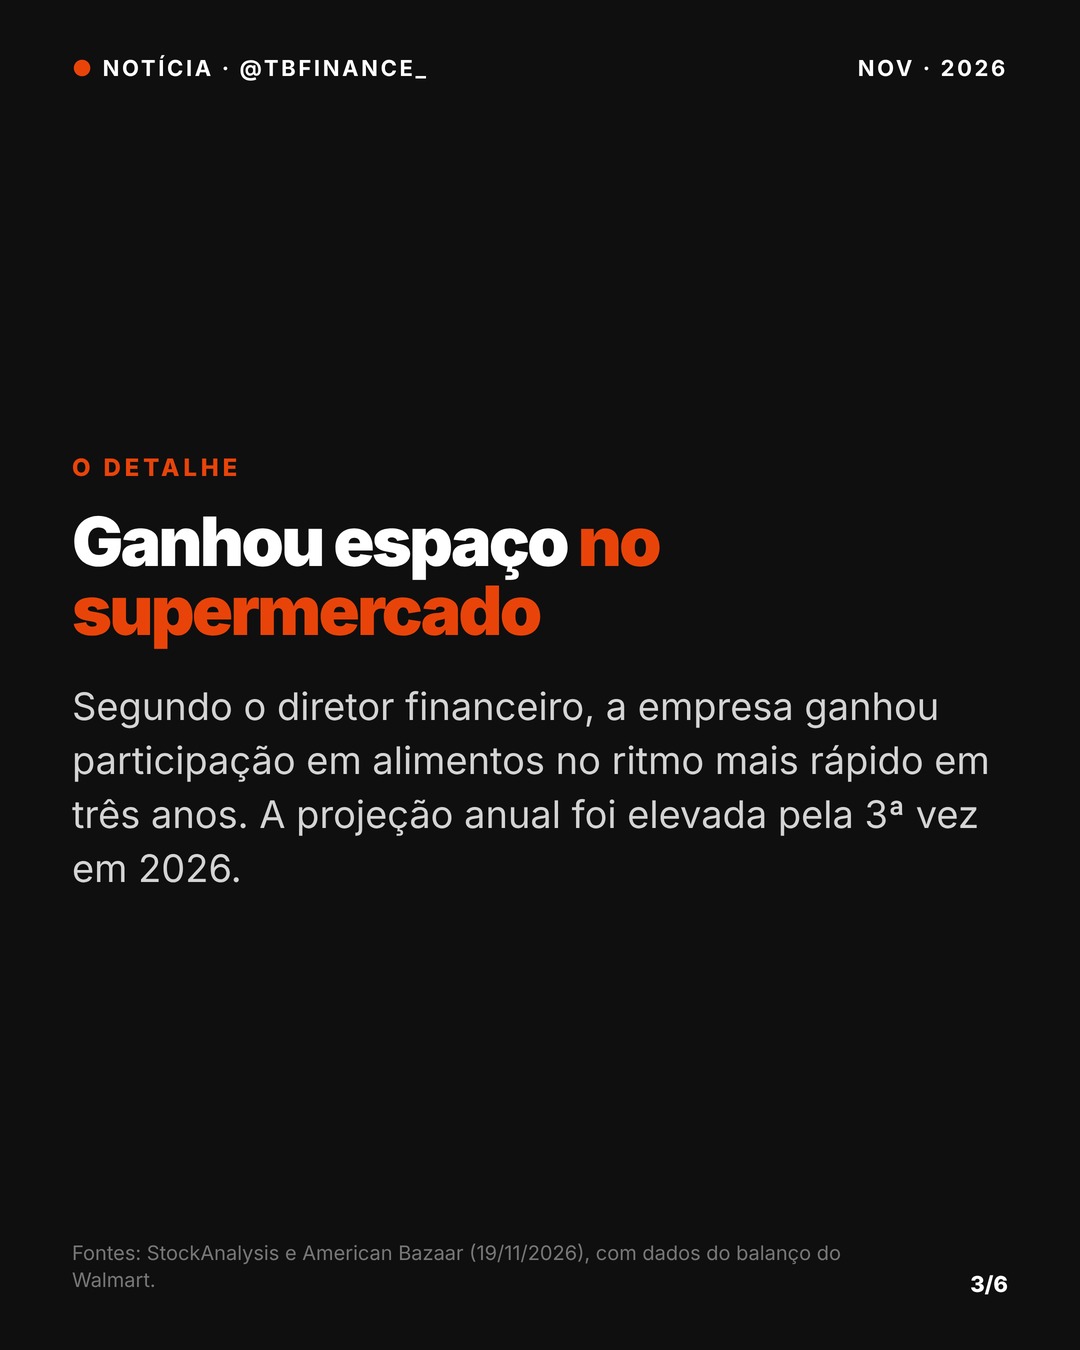 NOTÍCIA · @TBFINANCE_
NOV · 2026
O DETALHE
Ganhou espaço no
supermercado
Segundo o diretor financeiro, a empresa ganhou
participação em alimentos no ritmo mais rápido em
três anos. A projeção anual foi elevada pela 3ª vez
em 2026.
Fontes: StockAnalysis e American Bazaar (19/11/2026), com dados do balanço do
Walmart.
3/6